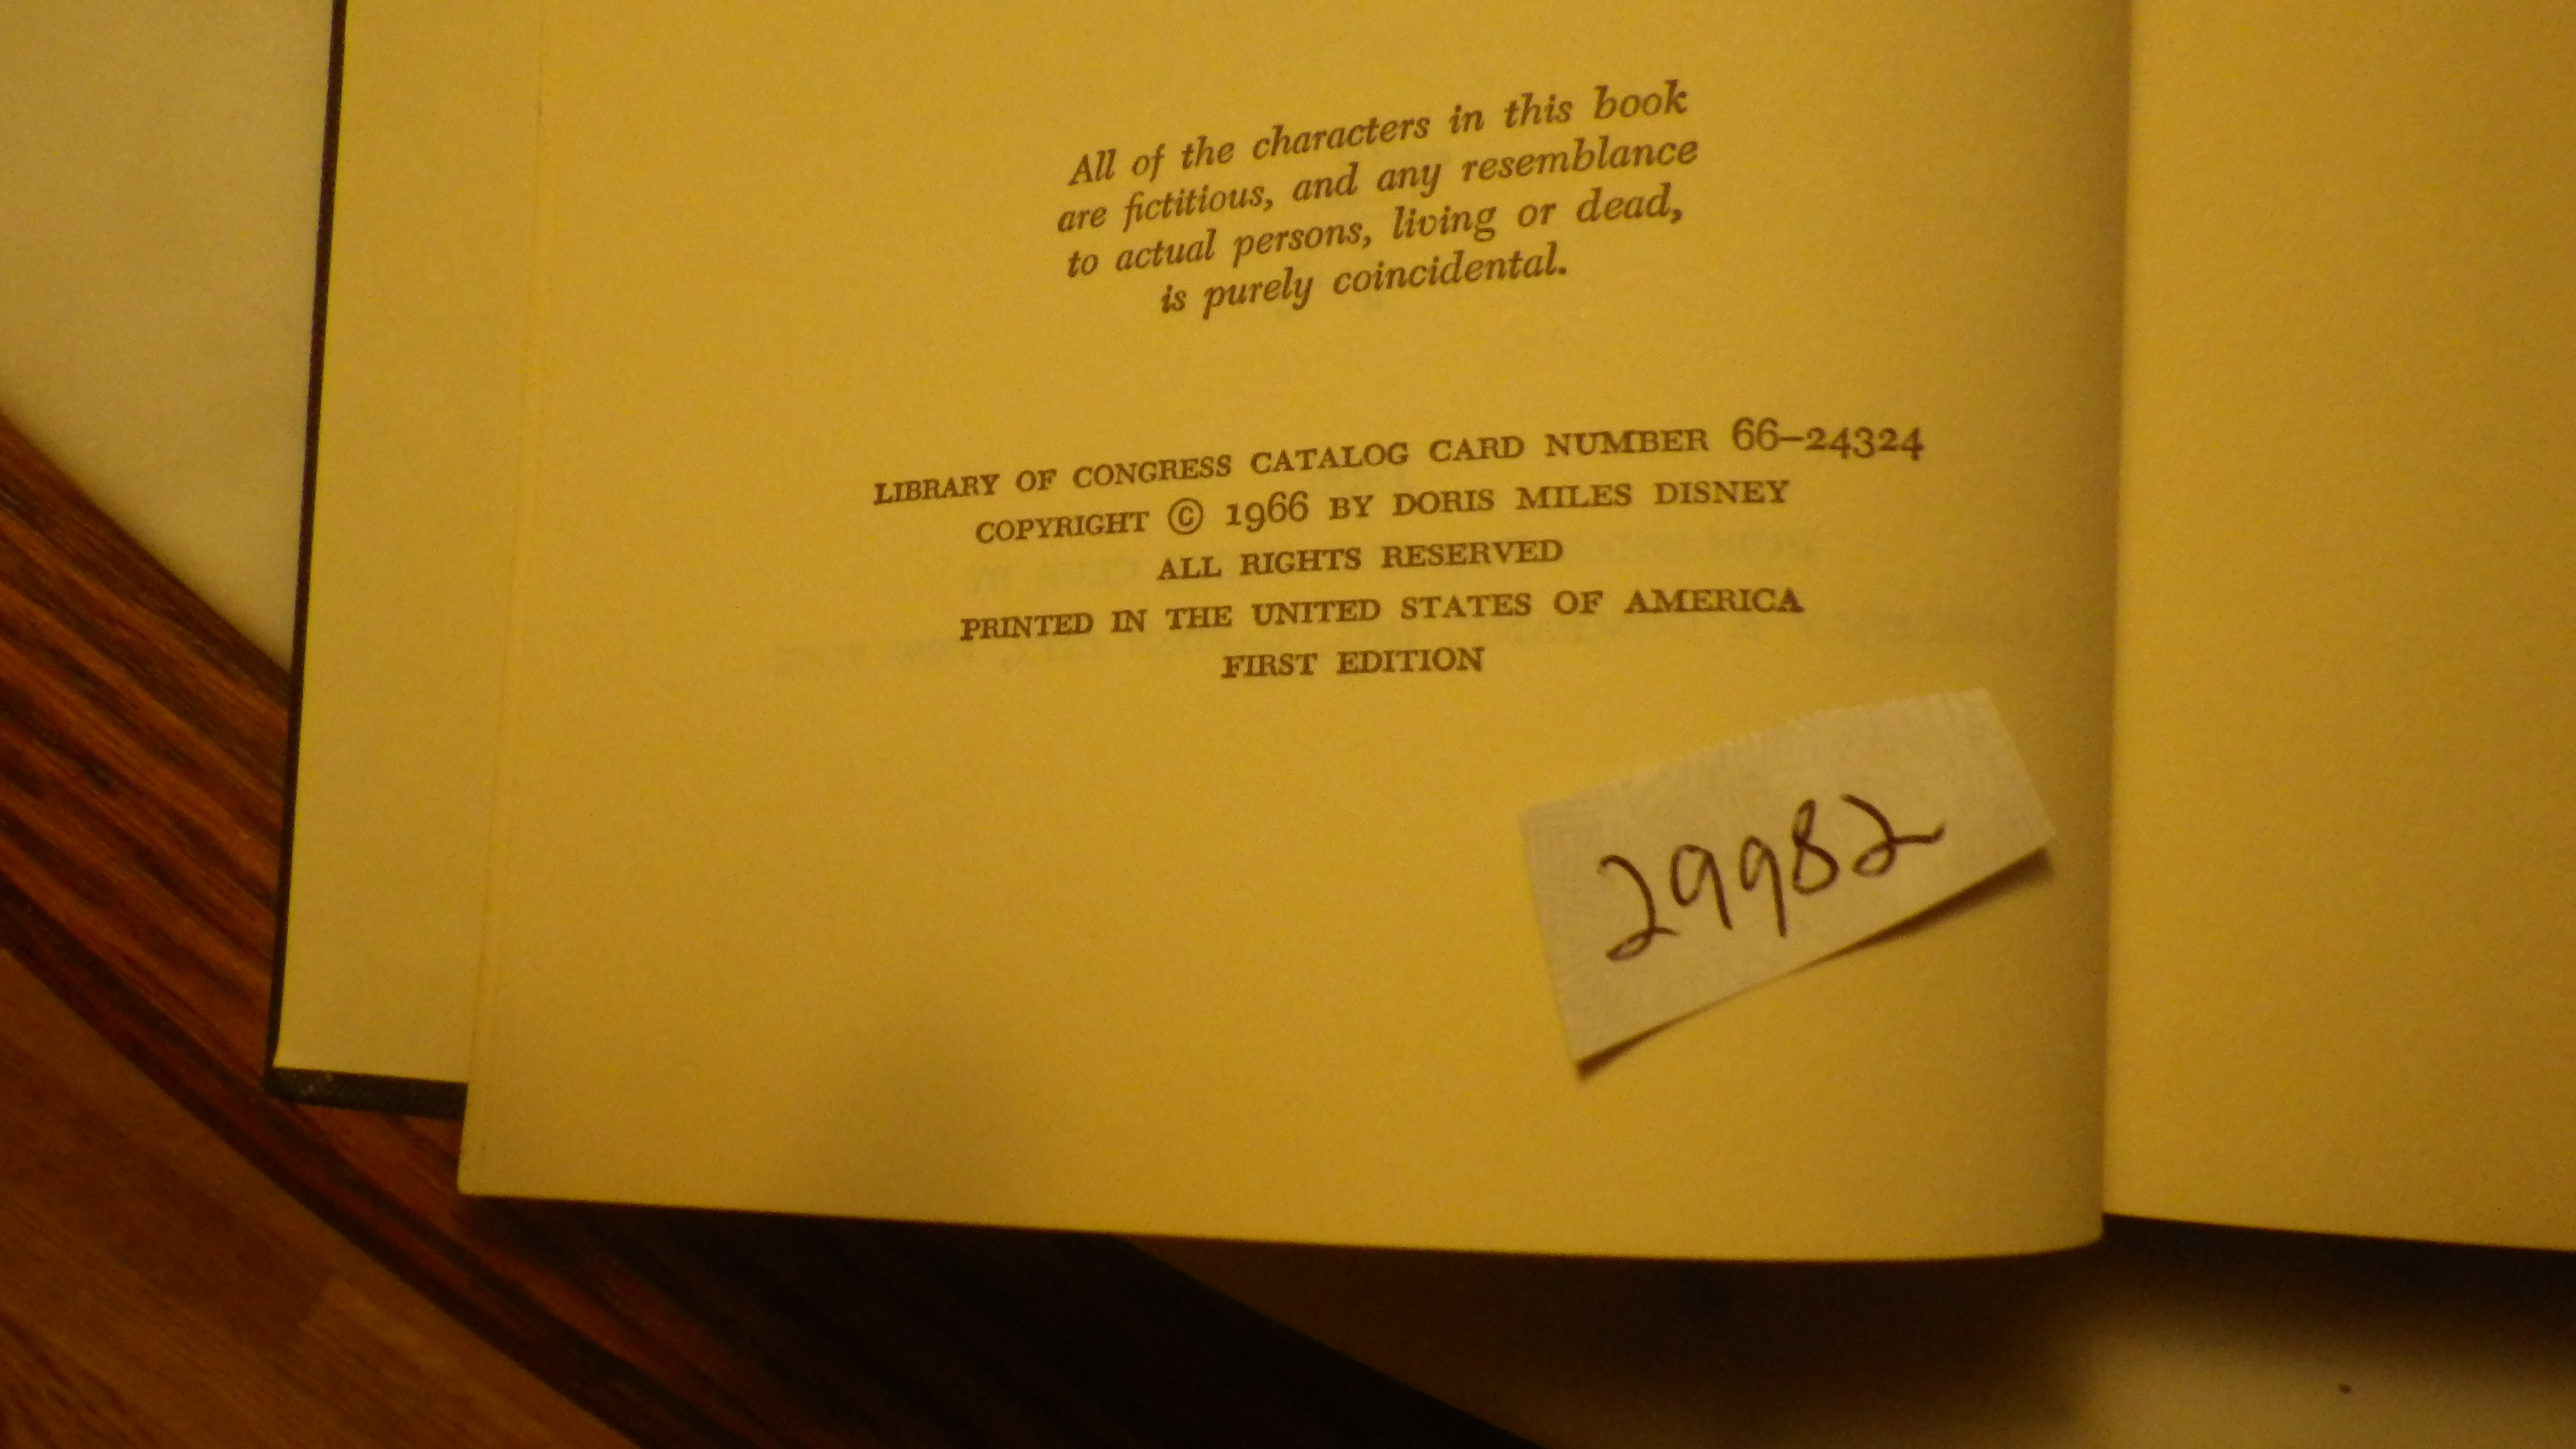 All of the characters in this book
are fictitious, and any resemblance
to actual persons, living or dead,
is purely coincidental.
LIBRARY OF CONGRESS CATALOG CARD NUMBER 66–24324
COPYRIGHT © 1966 BY DORIS MILES DISNEY
ALL RIGHTS RESERVED
PRINTED IN THE UNITED STATES OF AMERICA
FIRST EDITION
29982